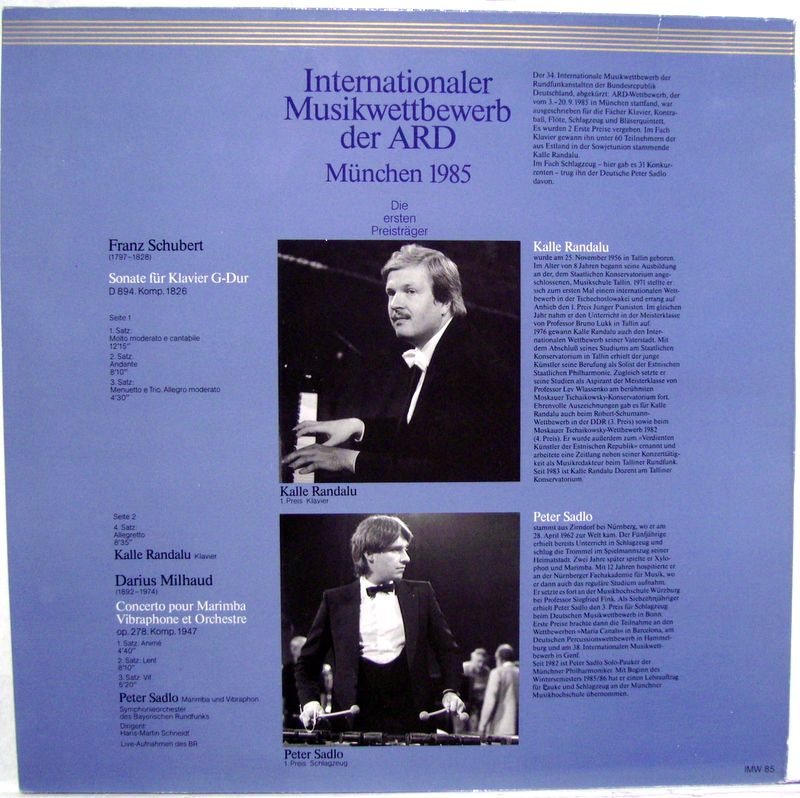 Internationaler
Musikwettbewerb
der ARD
München 1985
Die
ersten
Preisträger
Der 34. Internationale Musikwettbewerb der
Rundfunkanstalten der Bundesrepublik
Deutschland, abgekürzt: ARD-Wettbewerb, der
vom 3.-20.9.1985 in München stattfand, war
ausgeschrieben für die Fächer Klavier, Kontra-
baß, Flöte, Schlagzeug und Bläserquintett.
Es wurden 2 Erste Preise vergeben. Im Fach
Klavier gewann ihn unter 60 Teilnehmern der
aus Estland in der Sowjetunion stammende
Kalle Randalu.
Im Fach Schlagzeug – hier gab es 31 Konkur-
renten – trug ihn der Deutsche Peter Sadlo
davon.
Franz Schubert
(1797–1828)
Sonate für Klavier G-Dur
D 894. Komp. 1826
Seite 1
1. Satz:
Molto moderato e cantabile
12'15"
2. Satz:
Andante
8'10"
3. Satz:
Menuetto e Trio. Allegro moderato
4'30"
Kalle Randalu
1. Preis Klavier
Kalle Randalu
wurde am 25. November 1956 in Tallin geboren.
Im Alter von 8 Jahren begann seine Ausbildung
an der, dem Staatlichen Konservatorium ange-
schlossenen, Musikschule Tallin. 1971 stellte er
sich zum ersten Mal einem internationalen Wett-
bewerb in der Tschechoslowakei und errang auf
Anhieb den 1. Preis Junger Pianisten. Im gleichen
Jahr nahm er den Unterricht in der Meisterklasse
von Professor Bruno Lukk in Tallin auf.
1976 gewann Kalle Randalu auch den Inter-
nationalen Wettbewerb seiner Vaterstadt. Mit
dem Abschluß seines Studiums am Staatlichen
Konservatorium in Tallin erhielt der junge
Künstler seine Berufung als Solist der Estnischen
Staatlichen Philharmonie. Zugleich setzte er
seine Studien als Aspirant der Meisterklasse von
Professor Lev Wlassenko am berühmten
Moskauer Tschaikowsky-Konservatorium fort.
Ehrenvolle Auszeichnungen gab es für Kalle
Randalu auch beim Robert-Schumann-
Wettbewerb in der DDR (3. Preis) sowie beim
Moskauer Tschaikowsky-Wettbewerb 1982
(4. Preis). Er wurde außerdem zum »Verdienten
Künstler der Estnischen Republik« ernannt und
arbeitete eine Zeitlang neben seiner Konzerttätig-
keit als Musikredakteur beim Talliner Rundfunk.
Seit 1983 ist Kalle Randalu Dozent am Talliner
Konservatorium.
Seite 2
4. Satz:
Allegretto
8'35"
Kalle Randalu Klavier
Darius Milhaud
(1892–1974)
Concerto pour Marimba
Vibraphone et Orchestre
op. 278. Komp. 1947
1. Satz: Animé
4'40"
2. Satz: Lent
8'10"
3. Satz: Vif
5'20"
Peter Sadlo Marimba und Vibraphon
Symphonieorchester
des Bayerischen Rundfunks
Dirigent:
Hans-Martin Schneidt
Live-Aufnahmen des BR
Peter Sadlo
1. Preis Schlagzeug
Peter Sadlo
stammt aus Zirndorf bei Nürnberg, wo er am
28. April 1962 zur Welt kam. Der Fünfjährige
erhielt bereits Unterricht in Schlagzeug und
schlug die Trommel im Spielmannszug seiner
Heimatstadt. Zwei Jahre später spielte er Xylo-
phon und Marimba. Mit 12 Jahren hospitierte er
an der Nürnberger Fachakademie für Musik, wo
er dann auch das reguläre Studium aufnahm.
Er setzte es fort an der Musikhochschule Würzburg
bei Professor Siegfried Fink. Als Siebzehnjähriger
erhielt Peter Sadlo den 3. Preis für Schlagzeug
beim Deutschen Musikwettbewerb in Bonn.
Erste Preise brachte dann die Teilnahme an den
Wettbewerben »Maria Canals« in Barcelona, am
Deutschen Percussionswettbewerb in Hammel-
burg und am 38. Internationalen Musikwett-
bewerb in Genf.
Seit 1982 ist Peter Sadlo Solo-Pauker der
Münchner Philharmoniker. Mit Beginn des
Wintersemesters 1985/86 hat er einen Lehrauftrag
für Pauke und Schlagzeug an der Münchner
Musikhochschule übernommen.
IMW 85